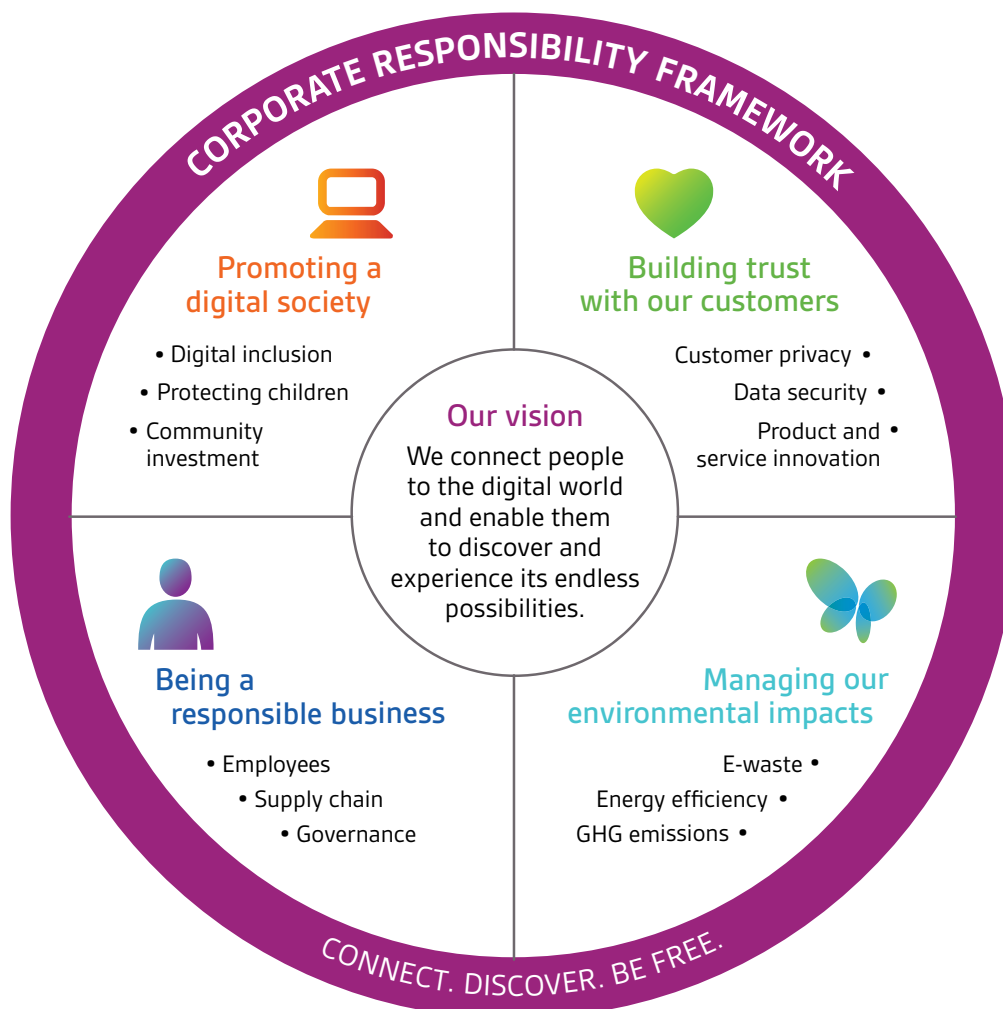 CORPORATE RESPONSIBILITY FRAMEWORK
Promoting a
digital society
• Digital inclusion
• Protecting children
• Community
investment
Building trust
with our customers
Customer privacy •
Data security •
Product and •
service innovation
Our vision
We connect people
to the digital world
and enable them
to discover and
experience its endless
possibilities.
Being a
responsible business
• Employees
• Supply chain
• Governance
Managing our
environmental impacts
E-waste •
Energy efficiency •
GHG emissions •
CONNECT. DISCOVER. BE FREE.